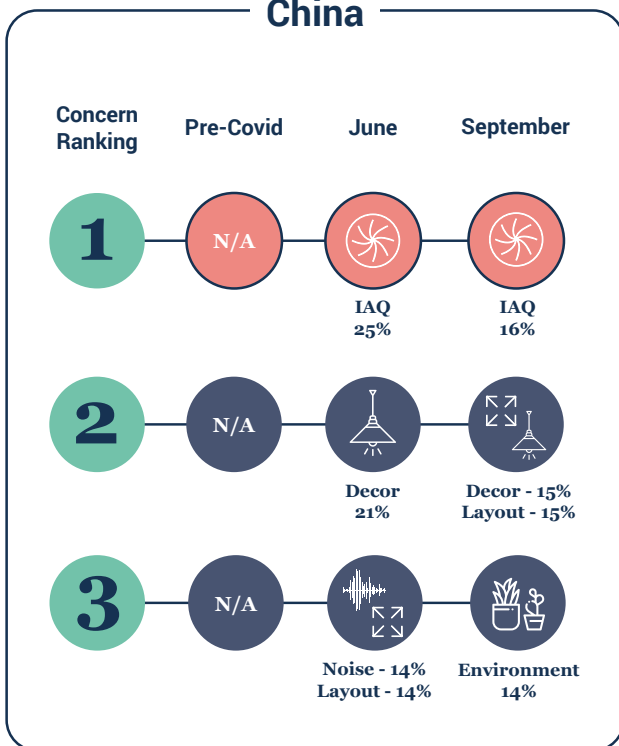 China
Concern
Ranking
Pre-Covid
June
September
1
N/A
IAQ
25%
IAQ
16%
2
N/A
Decor
21%
Decor - 15%
Layout - 15%
3
N/A
Noise - 14%
Layout - 14%
Environment
14%